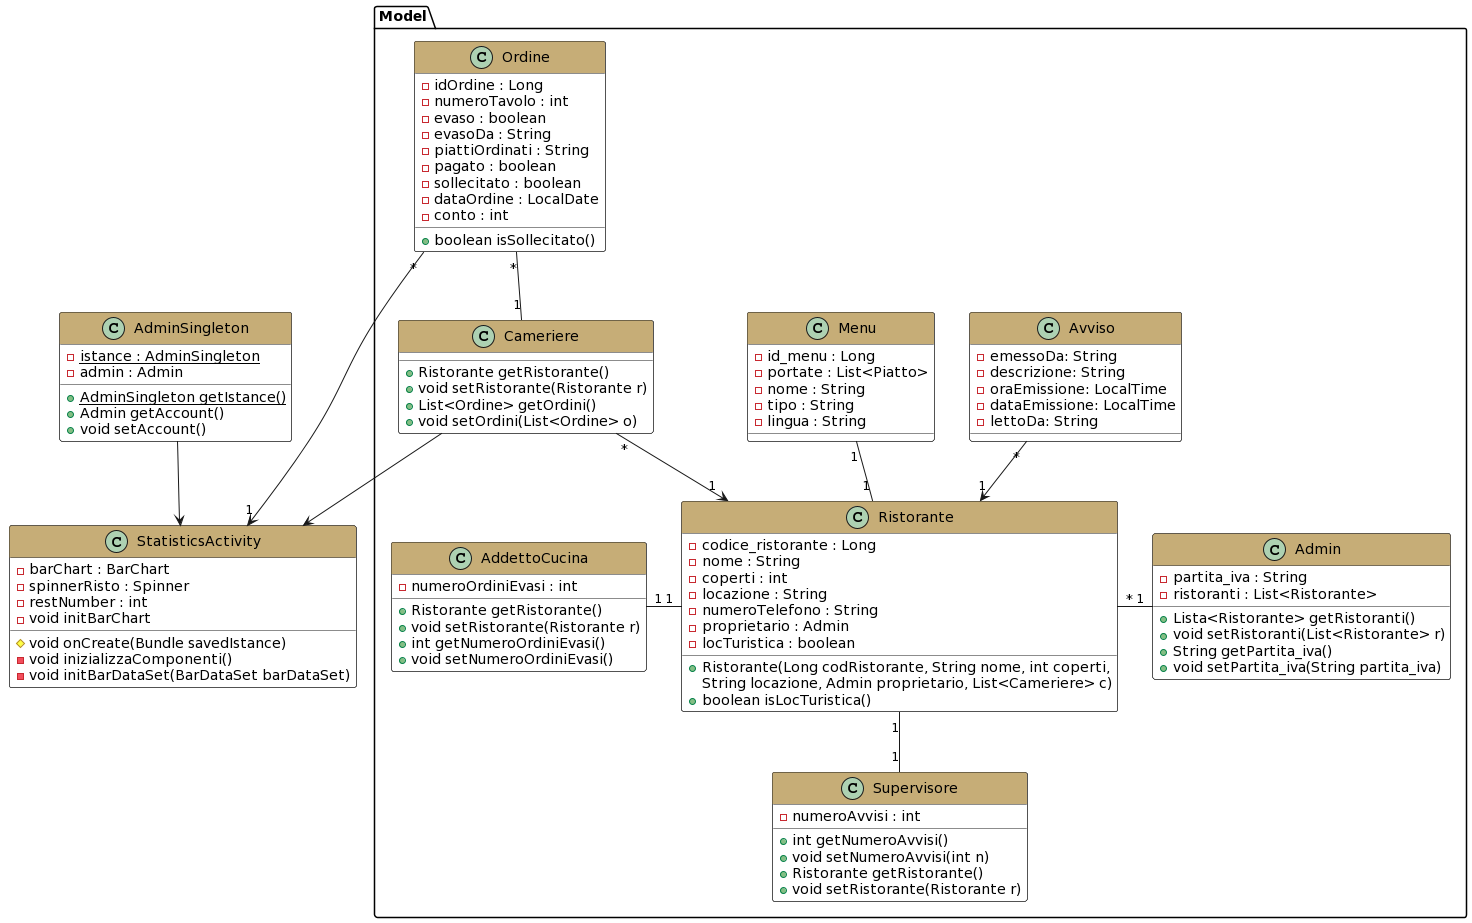 Model
C Ordine
idOrdine : Long
numeroTavolo : int
evaso : boolean
evasoDa : String
piattiOrdinati : String
pagato : boolean
sollecitato : boolean
dataOrdine : LocalDate
conto : int
boolean isSollecitato()
* *
1
C AdminSingleton
istance : AdminSingleton
admin : Admin
AdminSingleton getIstance()
Admin getAccount()
void setAccount()
C Cameriere
Ristorante getRistorante()
void setRistorante(Ristorante r)
List<Ordine> getOrdini()
void setOrdini(List<Ordine> o)
C Menu
id_menu : Long
portate : List<Piatto>
nome : String
tipo : String
lingua : String
C Avviso
emessoDa: String
descrizione: String
oraEmissione: LocalTime
dataEmissione: LocalTime
lettoDa: String
* 1 *
1 1 1 1
C StatisticsActivity
barChart : BarChart
spinnerRisto : Spinner
restNumber : int
void initBarChart
void onCreate(Bundle savedIstance)
void inizializzaComponenti()
void initBarDataSet(BarDataSet barDataSet)
C AddettoCucina
numeroOrdiniEvasi : int
Ristorante getRistorante()
void setRistorante(Ristorante r)
int getNumeroOrdiniEvasi()
void setNumeroOrdiniEvasi()
1 1
C Ristorante
codice_ristorante : Long
nome : String
coperti : int
locazione : String
numeroTelefono : String
proprietario : Admin
locTuristica : boolean
Ristorante(Long codRistorante, String nome, int coperti,
String locazione, Admin proprietario, List<Cameriere> c)
boolean isLocTuristica()
* 1
C Admin
partita_iva : String
ristoranti : List<Ristorante>
Lista<Ristorante> getRistoranti()
void setRistoranti(List<Ristorante> r)
String getPartita_iva()
void setPartita_iva(String partita_iva)
1
1
C Supervisore
numeroAvvisi : int
int getNumeroAvvisi()
void setNumeroAvvisi(int n)
Ristorante getRistorante()
void setRistorante(Ristorante r)